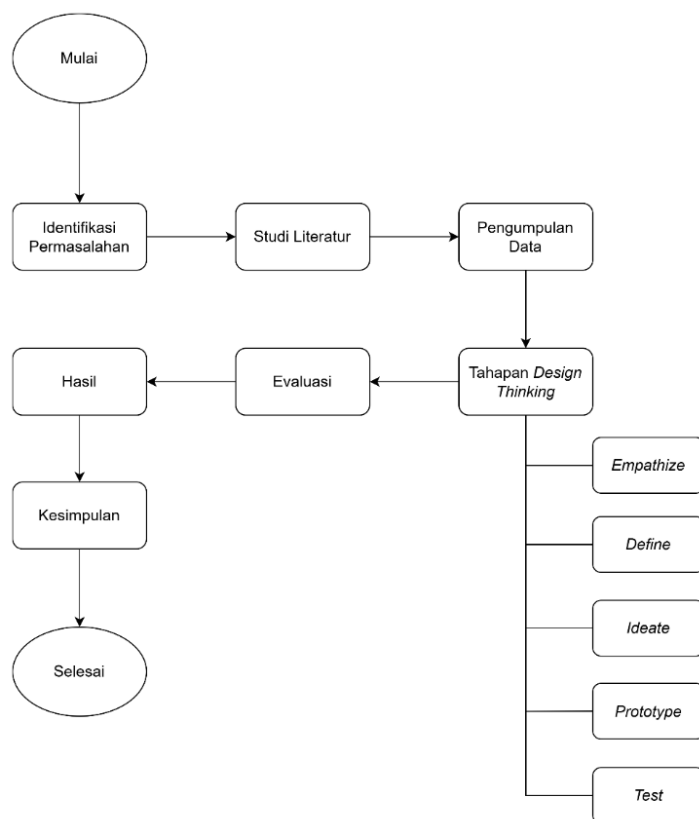 Mulai
Identifikasi
Permasalahan
Studi Literatur
Pengumpulan
Data
Tahapan Design
Thinking
Evaluasi
Hasil
Kesimpulan
Selesai
Empathize
Define
Ideate
Prototype
Test